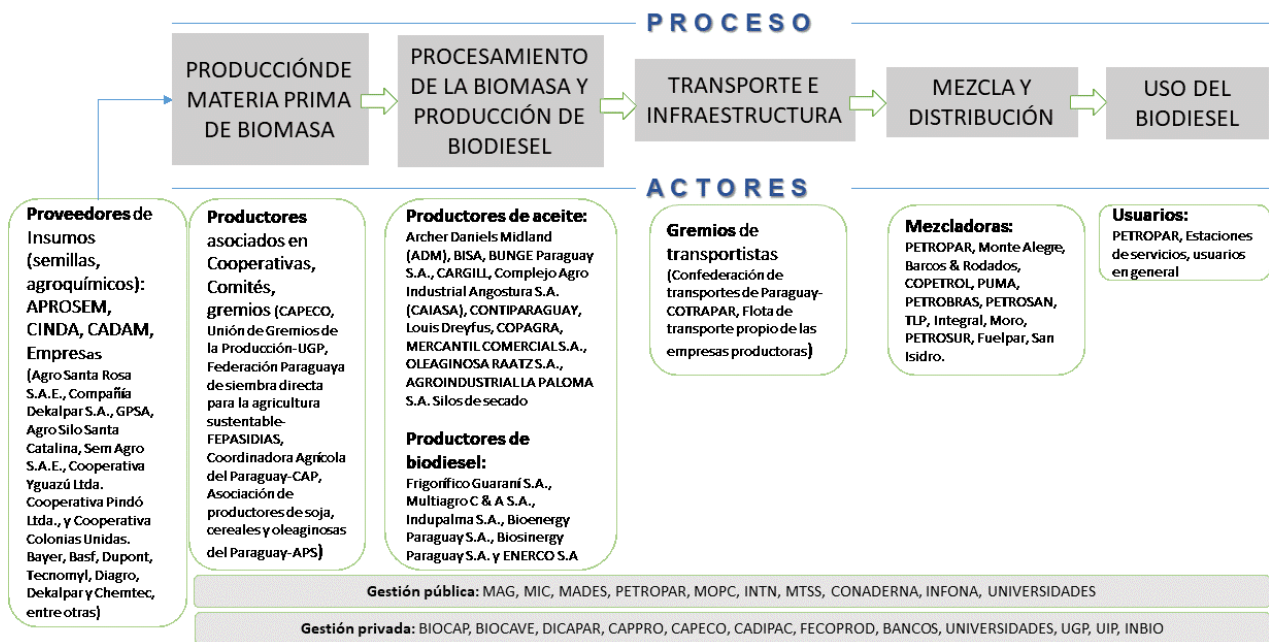 PROCESO
PRODUCCIÓNDE
MATERIA PRIMA
DE BIOMASA
PROCESAMIENTO
DE LA BIOMASA Y
PRODUCCIÓN DE
BIODIESEL
TRANSPORTE E
INFRAESTRUCTURA
MEZCLA Y
DISTRIBUCIÓN
USO DEL
BIODIESEL
ACTORES
Proveedores de
Insumos
(semillas,
agroquímicos):
APROSEM,
CINDA, CADAM,
Empresas
(Agro Santa Rosa
S.A.E., Compañía
Dekalpar S.A., GPSA,
Agro Silo Santa
Catalina, Sem Agro
S.A.E., Cooperativa
Yguazú Ltda.
Cooperativa Pindó
Ltda., y Cooperativa
Colonias Unidas.
Bayer, Basf, Dupont,
Tecnomyl, Diagro,
Dekalpar y Chemtec,
entre otras)
Productores
asociados en
Cooperativas,
Comités,
gremios (CAPECO,
Unión de Gremios de
la Producción-UGP,
Federación Paraguaya
de siembra directa
para la agricultura
sustentable-
FEPASIDIAS,
Coordinadora Agrícola
del Paraguay-CAP,
Asociación de
productores de soja,
cereales y oleaginosas
del Paraguay-APS)
Productores de aceite:
Archer Daniels Midland
(ADM), BISA, BUNGE Paraguay
S.A., CARGILL, Complejo Agro
Industrial Angostura S.A.
(CAIASA), CONTIPARAGUAY,
Louis Dreyfus, COPAGRA,
MERCANTIL COMERCIAL S.A.,
OLEAGINOSA RAATZ S.A.,
AGROINDUSTRIAL LA PALOMA
S.A. Silos de secado
Productores de
biodiesel:
Frigorífico Guaraní S.A.,
Multiagro C & A S.A.,
Indupalma S.A., Bioenergy
Paraguay S.A., Biosinergy
Paraguay S.A. y ENERCO S.A
Gremios de
transportistas
(Confederación de
transportes de Paraguay-
COTRAPAR, Flota de
transporte propio de las
empresas productoras)
Mezcladoras:
PETROPAR, Monte Alegre,
Barcos & Rodados,
COPETROL, PUMA,
PETROBRAS, PETROSAN,
TLP, Integral, Moro,
PETROSUR, Fuelpar, San
Isidro.
Usuarios:
PETROPAR, Estaciones
de servicios, usuarios
en general
Gestión pública: MAG, MIC, MADES, PETROPAR, MOPC, INTN, MTSS, CONADERNA, INFONA, UNIVERSIDADES
Gestión privada: BIOCAP, BIOCAVE, DICAPAR, CAPPRO, CAPECO, CADIPAC, FECOPROD, BANCOS, UNIVERSIDADES, UGP, UIP, INBIO